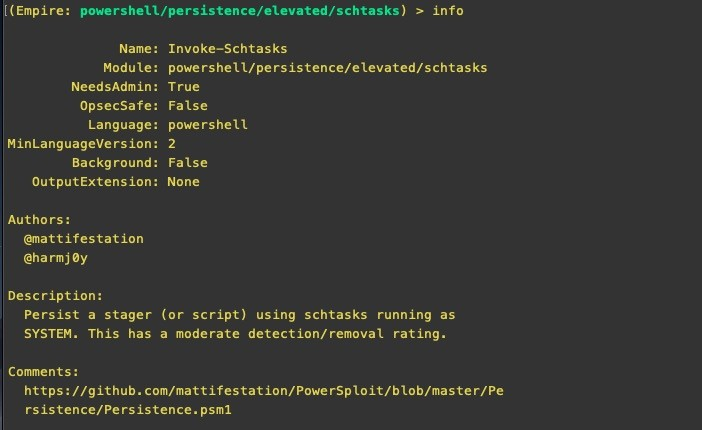 [(Empire: powershell/persistence/elevated/schtasks) > info
Name: Invoke-Schtasks
Module: powershell/persistence/elevated/schtasks
NeedsAdmin: True
OpsecSafe: False
Language: powershell
MinLanguageVersion: 2
Background: False
OutputExtension: None
Authors:
@mattifestation
@harmj0y
Description:
Persist a stager (or script) using schtasks running as
SYSTEM. This has a moderate detection/removal rating.
Comments:
https://github.com/mattifestation/PowerSploit/blob/master/Pe
rsistence/Persistence.psm1